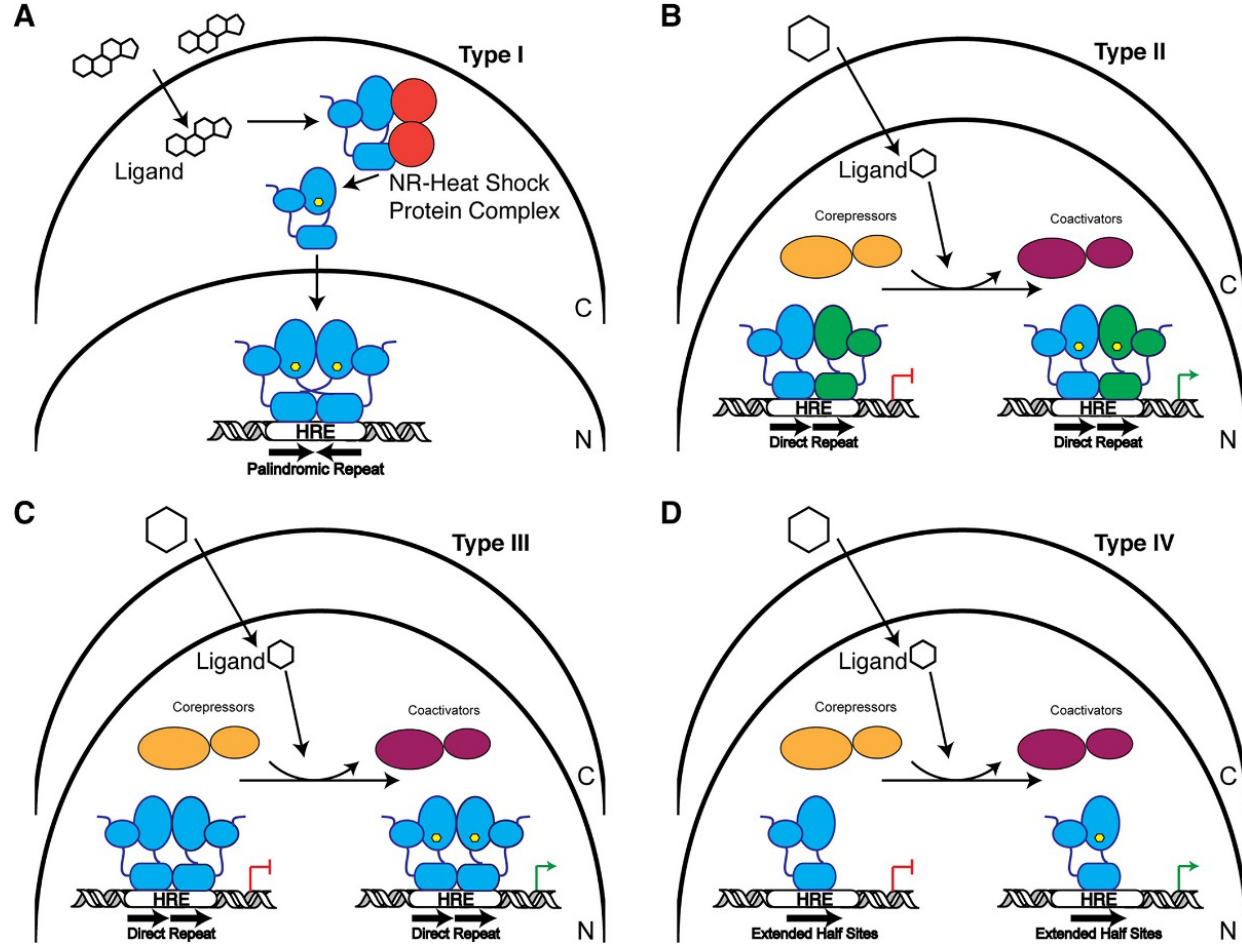 A
Type I
Ligand
NR-Heat Shock
Protein Complex
C
HRE
N
Palindromic Repeat
B
Type II
Ligand
Corepressors
Coactivators
C
HRE
HRE
Direct Repeat
Direct Repeat
N
C
Type III
Ligand
Corepressors
Coactivators
C
HRE
HRE
Direct Repeat
Direct Repeat
N
D
Type IV
Ligand
Corepressors
Coactivators
C
HRE
HRE
Extended Half Sites
Extended Half Sites
N